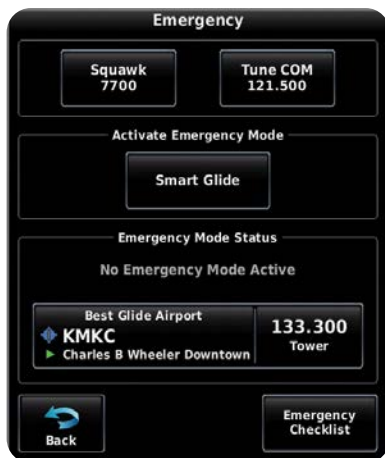 Emergency
Squawk
7700
Tune COM
121.500
Activate Emergency Mode
Smart Glide
Emergency Mode Status
No Emergency Mode Active
Best Glide Airport
KMKC
Charles B Wheeler Downtown
133.300
Tower
Back
Emergency
Checklist